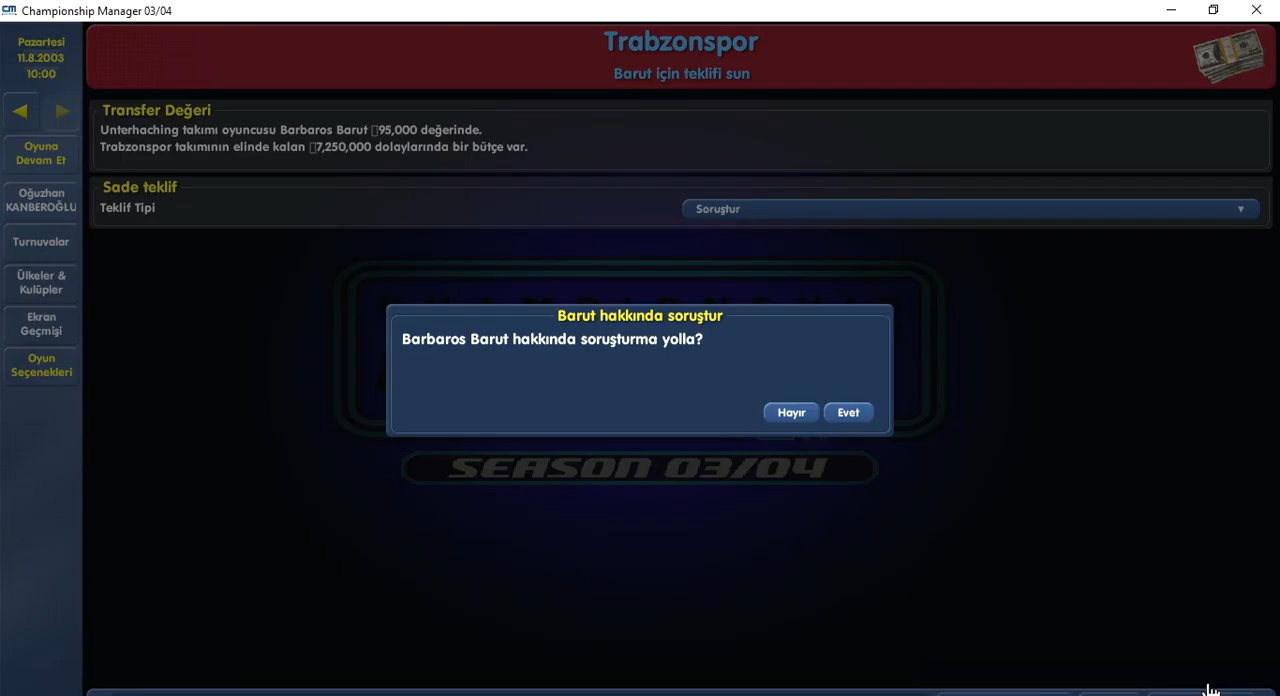 Championship Manager 03/04
Pazartesi
11.8.2003
10:00
Trabzonspor
Barut için teklifi sun
Oyuna
Devam Et
Oğuzhan
KANBEROĞLU
Turnuvalar
Ülkeler &
Kulüpler
Ekran
Geçmişi
Oyun
Seçenekleri
Transfer Değeri
Unterhaching takımı oyuncusu Barbaros Barut 95,000 değerinde.
Trabzonspor takımının elinde kalan 7,250,000 dolaylarında bir bütçe var.
Sade teklif
Teklif Tipi
Soruştur
Barut hakkında soruştur
Barbaros Barut hakkında soruşturma yolla?
Hayır
Evet
SEASON 03/04